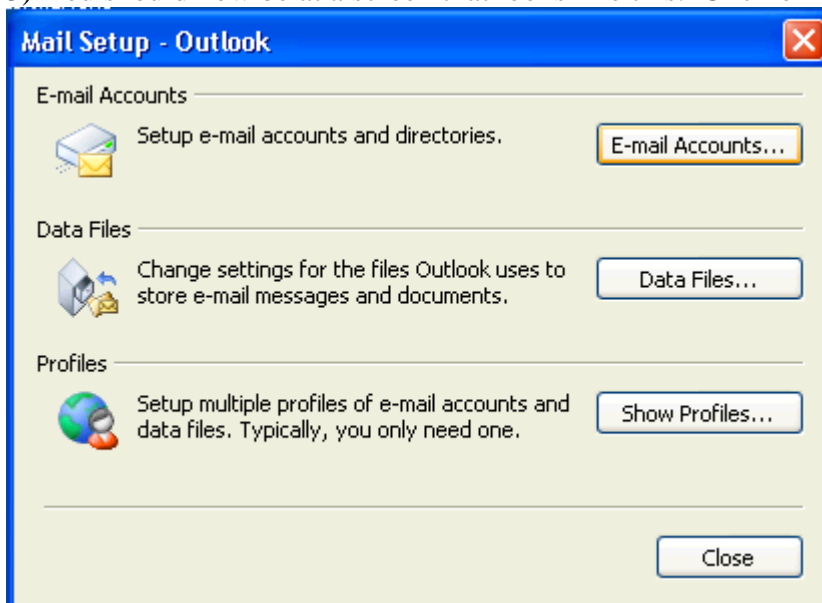 Mail Setup - Outlook
E-mail Accounts
Setup e-mail accounts and directories.
E-mail Accounts...
Data Files
Change settings for the files Outlook uses to
store e-mail messages and documents.
Data Files...
Profiles
Setup multiple profiles of e-mail accounts and
data files. Typically, you only need one.
Show Profiles...
Close